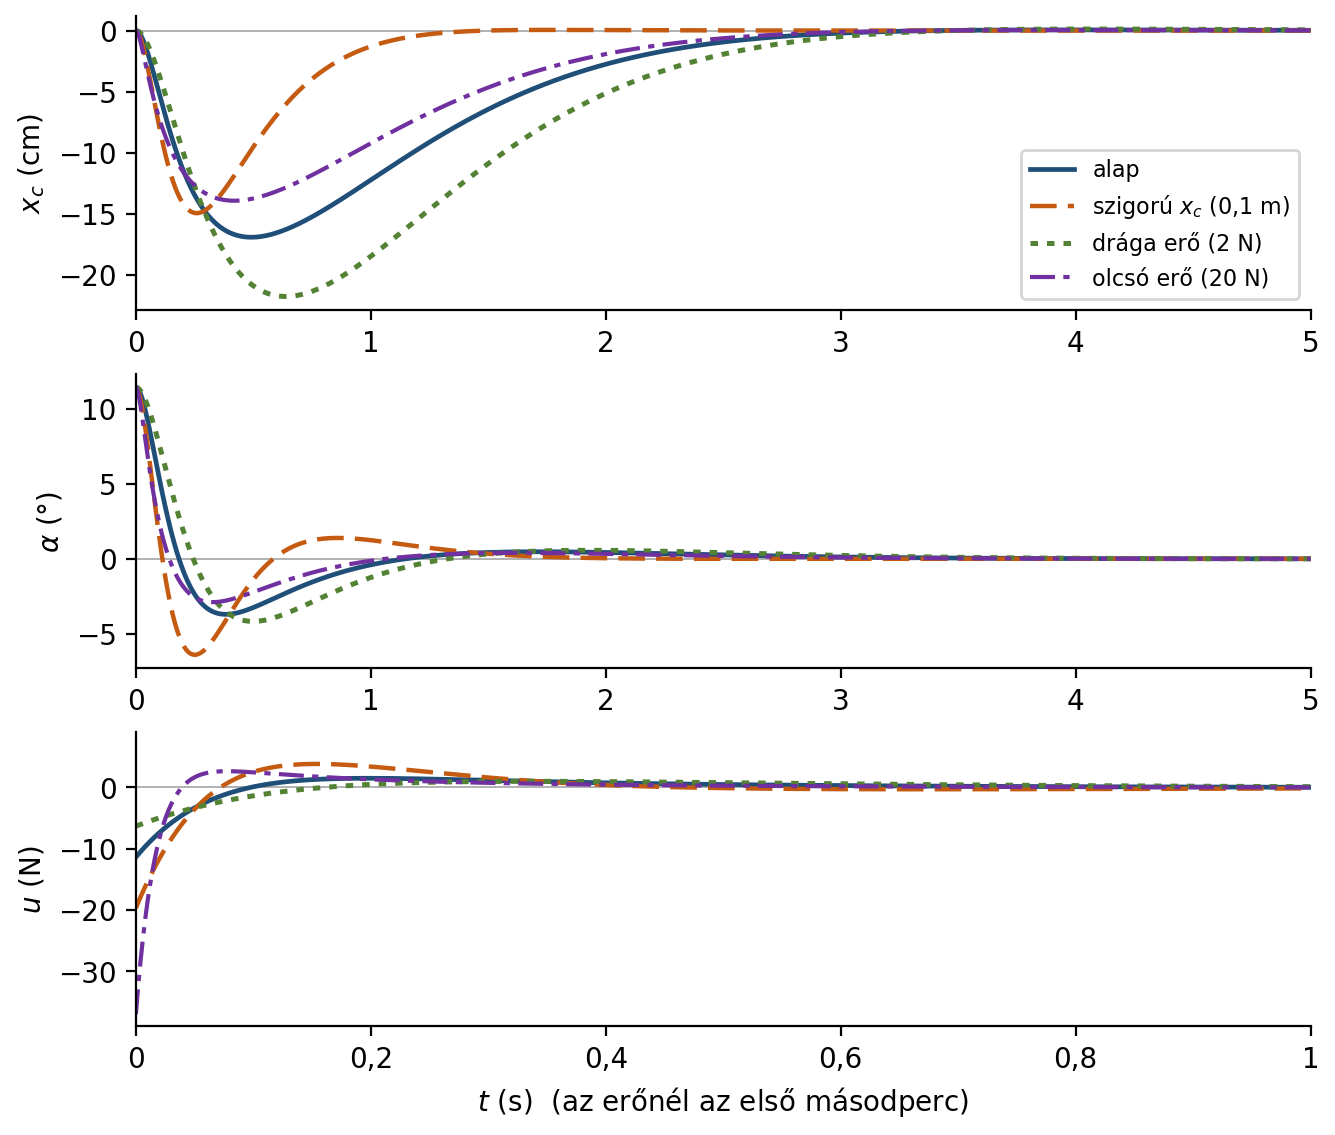 0
−5
−10
−15
−20
x_c (cm)
alap
szigorú x_c (0,1 m)
drága erő (2 N)
olcsó erő (20 N)
0 1 2 3 4 5
10
5
0
−5
α (°)
0 1 2 3 4 5
0
−10
−20
−30
u (N)
0 0,2 0,4 0,6 0,8 1
t (s) (az erőnél az első másodperc)